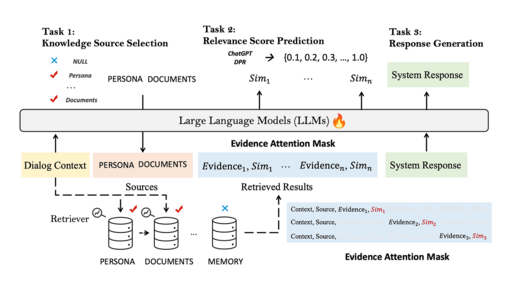 Task 1:
Knowledge Source Selection
Task 2:
Relevance Score Prediction
Task 3:
Response Generation
NULL
Persona
...
Documents
PERSONA DOCUMENTS
ChatGPT
DPR
{0.1, 0.2, 0.3, ..., 1.0}
Sim₁ ... Simₙ
System Response
Large Language Models (LLMs)
Evidence Attention Mask
Dialog Context
PERSONA DOCUMENTS
Evidence₁, Sim₁ ... Evidenceₙ, Simₙ
System Response
Sources
Retrieved Results
Retriever
PERSONA
DOCUMENTS
...
MEMORY
Context, Source, Evidence₁, Sim₁
Context, Source, Evidence₂, Sim₂
Context, Source, Evidence₃, Sim₃
Evidence Attention Mask